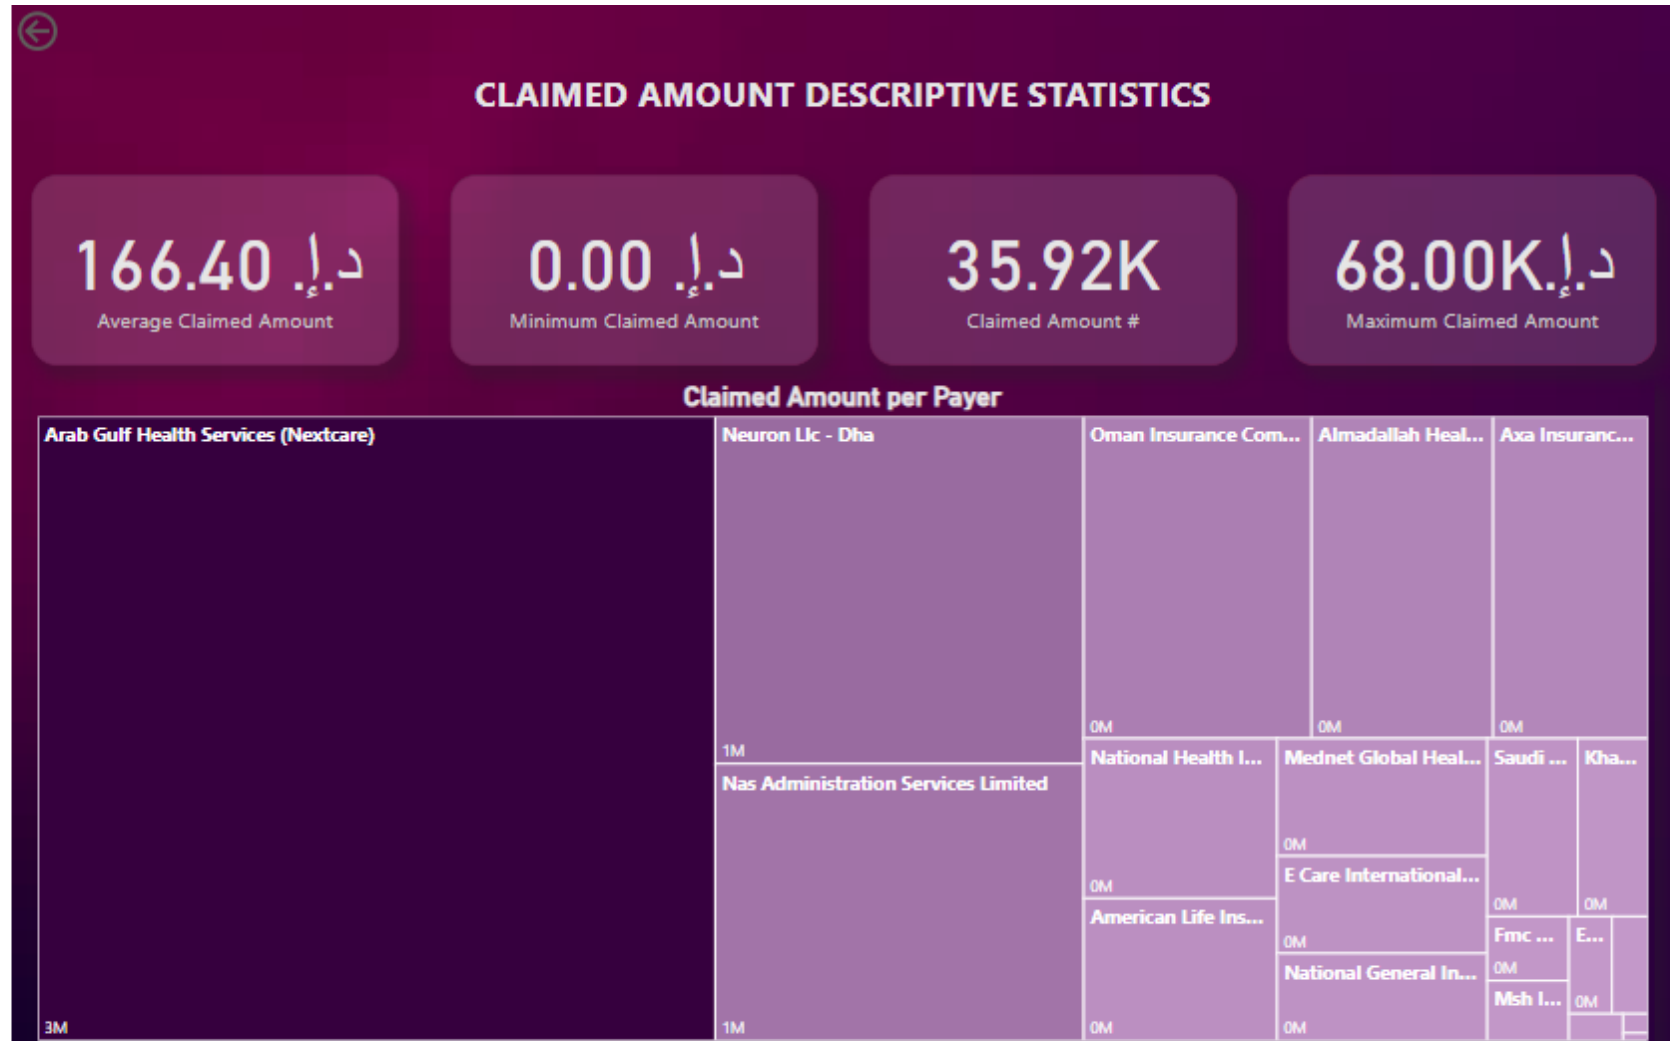 CLAIMED AMOUNT DESCRIPTIVE STATISTICS
166.40 د.إ.
Average Claimed Amount
0.00 د.إ.
Minimum Claimed Amount
35.92K
Claimed Amount #
68.00K د.إ.
Maximum Claimed Amount
Claimed Amount per Payer
Arab Gulf Health Services (Nextcare)
3M
Neuron Llc - Dha
1M
Nas Administration Services Limited
1M
Oman Insurance Com...
0M
Almadallah Heal...
0M
Axa Insuranc...
0M
National Health I...
0M
American Life Ins...
0M
Mednet Global Heal...
0M
E Care International...
0M
National General In...
0M
Saudi ...
0M
Kha...
0M
Fmc ...
0M
Msh I...
E...
0M